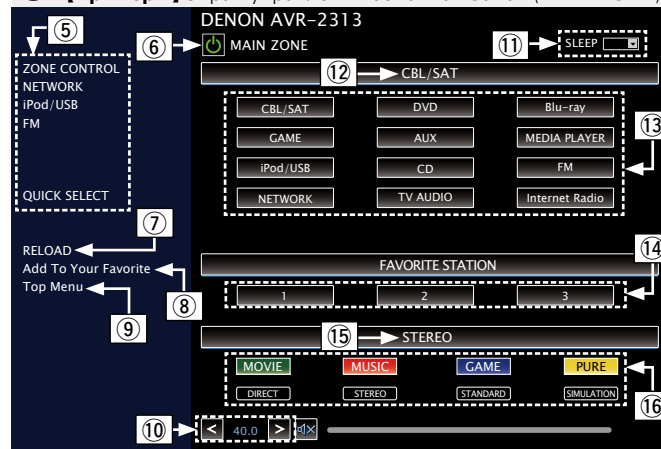 DENON AVR-2313
⑤
⑥ MAIN ZONE
⑪ SLEEP
ZONE CONTROL
NETWORK
iPod/USB
FM
QUICK SELECT
⑫ CBL/SAT
CBL/SAT DVD Blu-ray
GAME AUX MEDIA PLAYER
⑬
iPod/USB CD FM
NETWORK TV AUDIO Internet Radio
⑦
RELOAD
Add To Your Favorite
Top Menu
⑧
⑨
FAVORITE STATION
⑭
1 2 3
⑮ STEREO
MOVIE MUSIC GAME PURE
DIRECT STEREO STANDARD SIMULATION
⑯
⑩ < 40.0 >